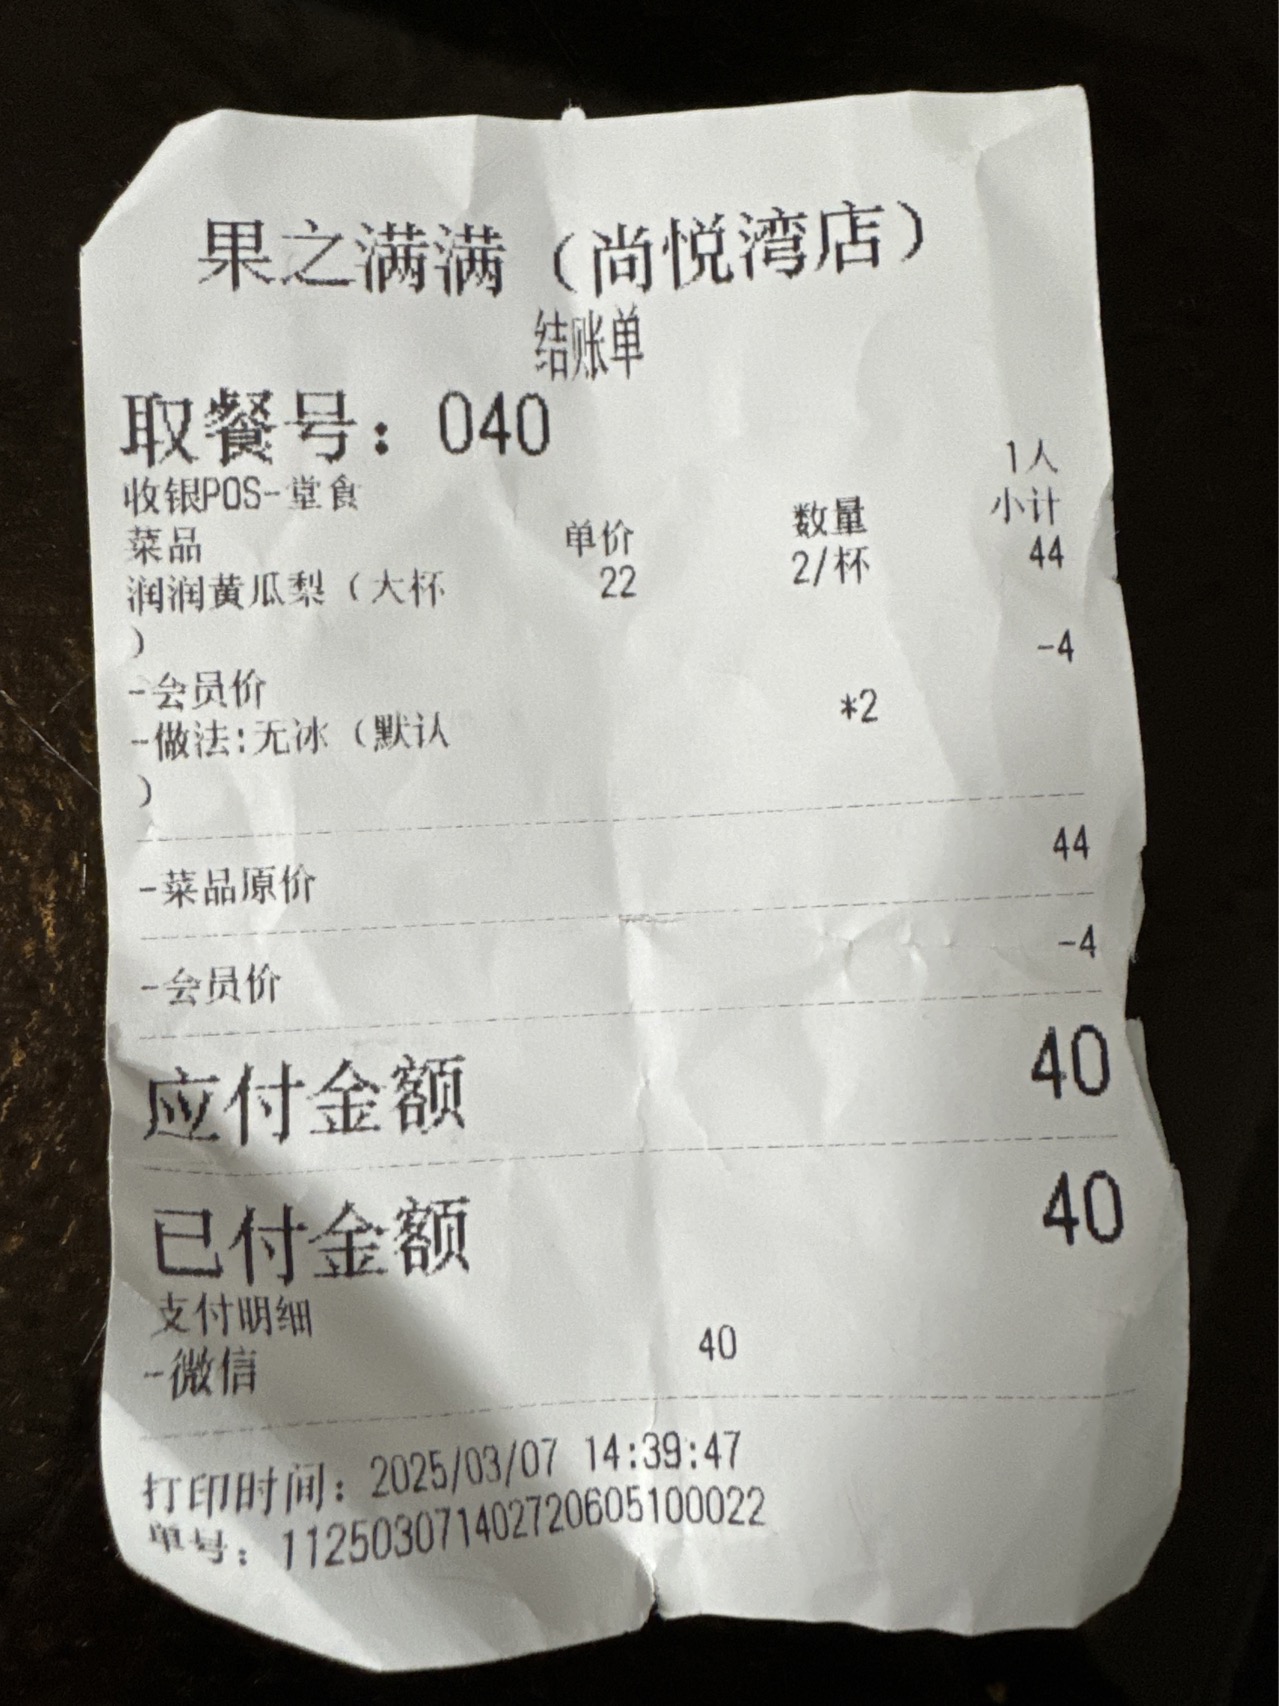 果之满满（尚悦湾店）
结账单
取餐号：040
1人
收银POS-堂食
菜品 单价 数量 小计
润润黄瓜梨（大杯 22 2/杯 44
）
-会员价 -4
-做法:无冰（默认 *2
）
-菜品原价 44
-会员价 -4
应付金额 40
已付金额 40
支付明细
-微信 40
打印时间：2025/03/07 14:39:47
单号：112503071402720605100022